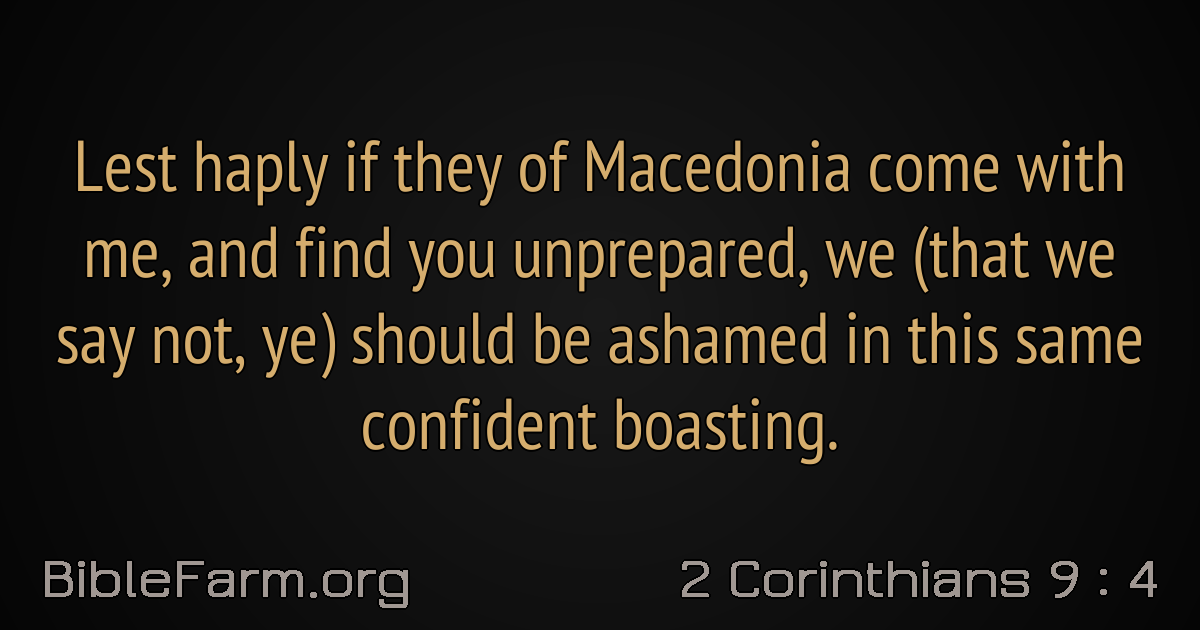 Lest haply if they of Macedonia come with
me, and find you unprepared, we (that we
say not, ye) should be ashamed in this same
confident boasting.
BibleFarm.org
2 Corinthians 9 : 4